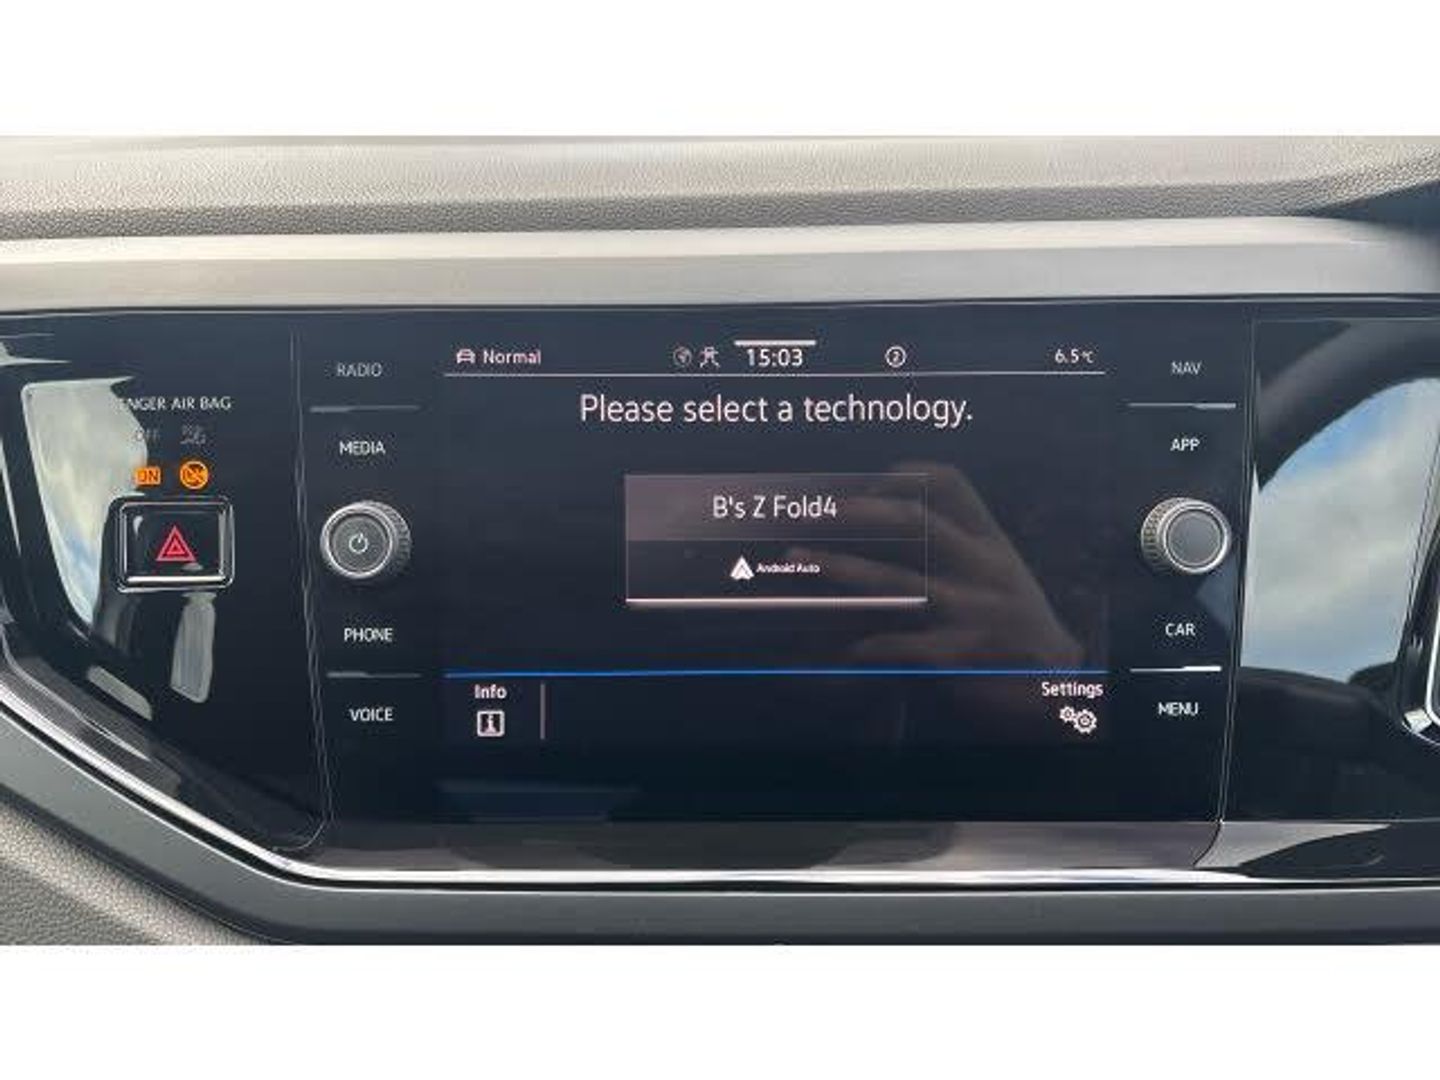 Normal 15:03 2 6.5°C
Please select a technology.
RADIO
MEDIA
PHONE
VOICE
AIR BAG
OFF
ON
B's Z Fold4
Android Auto
Info
Settings
NAV
APP
CAR
MENU